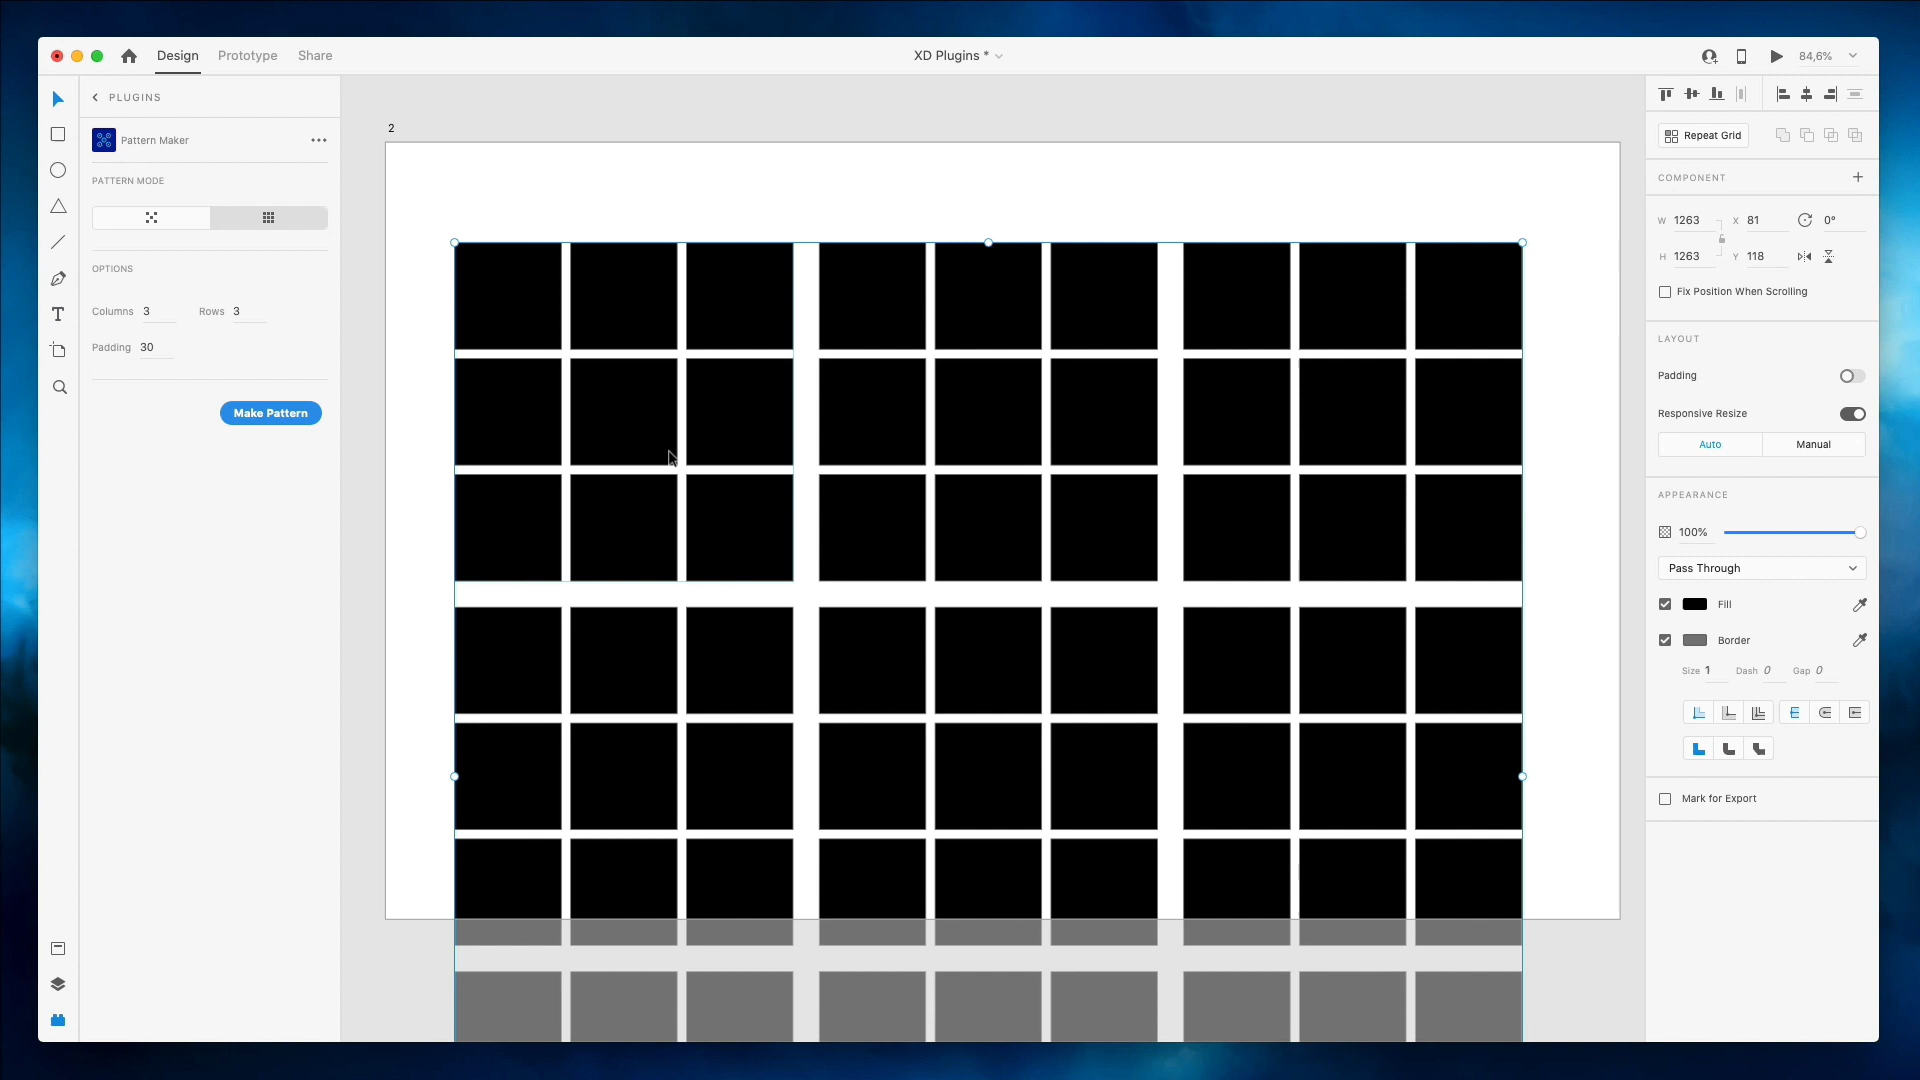 Design Prototype Share
XD Plugins *
84,6%
PLUGINS
Pattern Maker
PATTERN MODE
OPTIONS
Columns 3 Rows 3
Padding 30
Make Pattern
2
Repeat Grid
COMPONENT
W 1263 X 81 0°
H 1263 Y 118
Fix Position When Scrolling
LAYOUT
Padding
Responsive Resize
Auto Manual
APPEARANCE
100%
Pass Through
Fill
Border
Size 1 Dash 0 Gap 0
Mark for Export